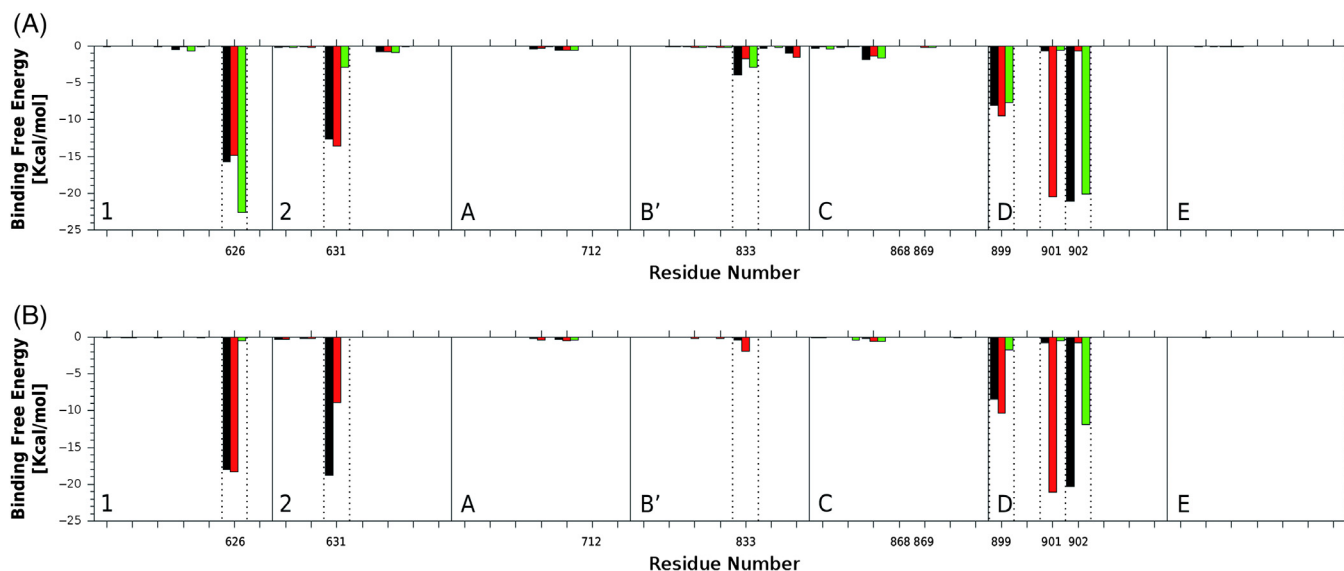 (A)
Binding Free Energy
[Kcal/mol]
0
−5
−10
−15
−20
−25
1 2 A B’ C D E
626 631 712 833 868 869 899 901 902
Residue Number
(B)
Binding Free Energy
[Kcal/mol]
0
−5
−10
−15
−20
−25
1 2 A B’ C D E
626 631 712 833 868 869 899 901 902
Residue Number